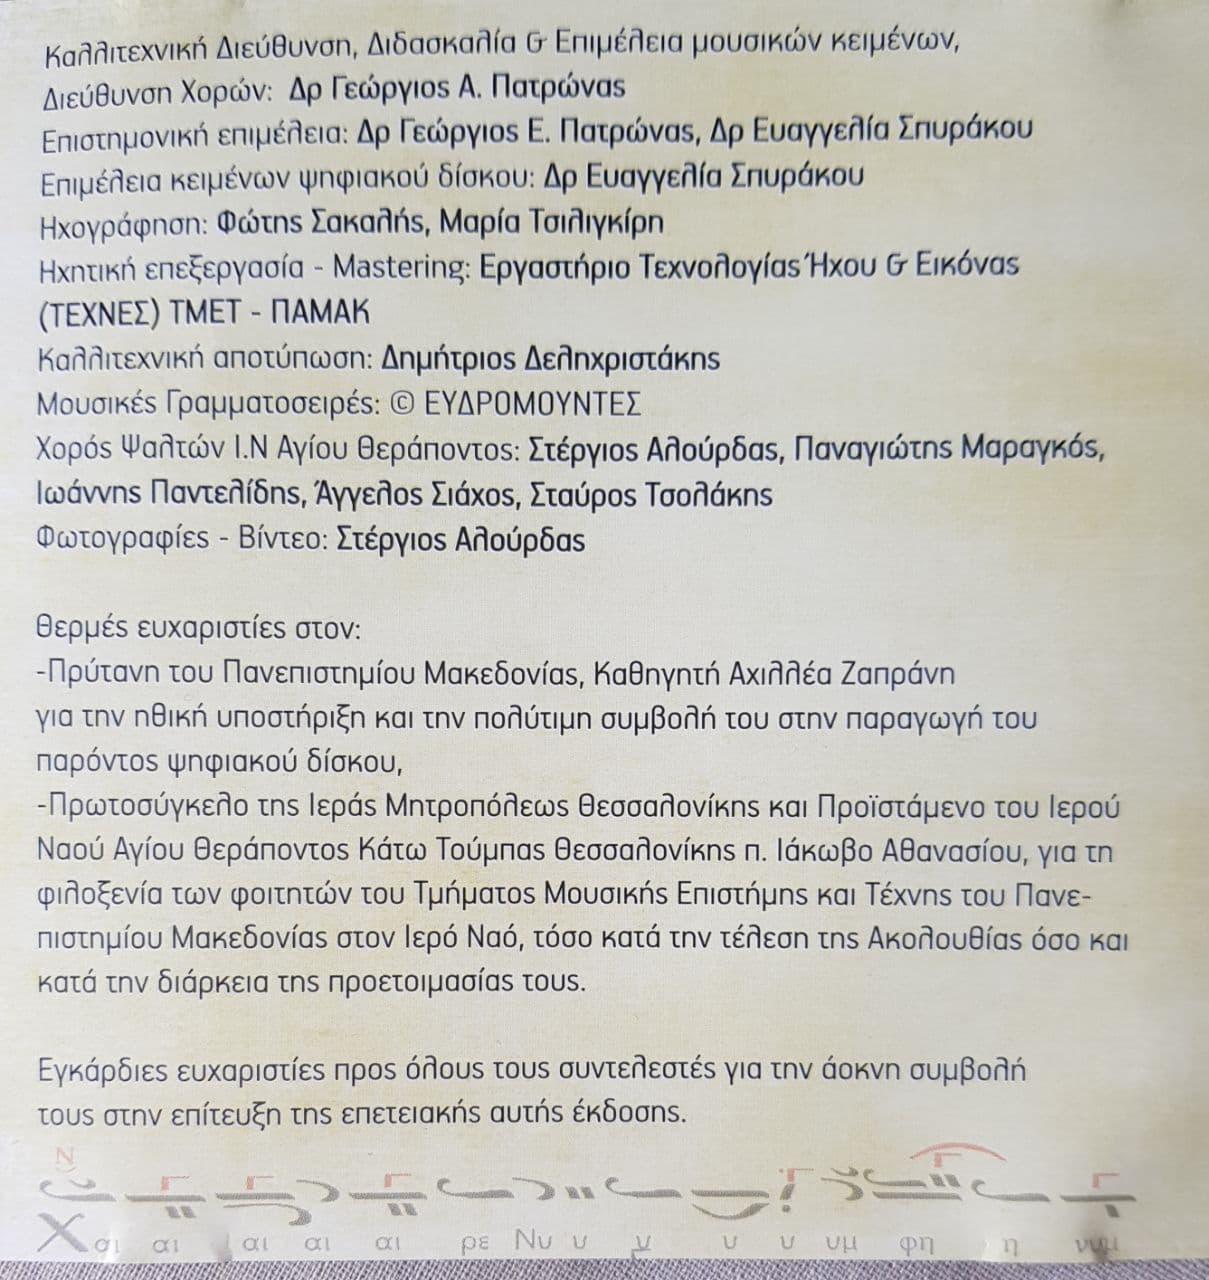 Καλλιτεχνική Διεύθυνση, Διδασκαλία & Επιμέλεια μουσικών κειμένων,
Διεύθυνση Χορών: Δρ Γεώργιος Α. Πατρώνας
Επιστημονική επιμέλεια: Δρ Γεώργιος Ε. Πατρώνας, Δρ Ευαγγελία Σπυράκου
Επιμέλεια κειμένων ψηφιακού δίσκου: Δρ Ευαγγελία Σπυράκου
Ηχογράφηση: Φώτης Σακαλής, Μαρία Τσιλιγκίρη
Ηχητική επεξεργασία - Mastering: Εργαστήριο Τεχνολογίας Ήχου & Εικόνας
(ΤΕΧΝΕΣ) ΤΜΕΤ - ΠΑΜΑΚ
Καλλιτεχνική αποτύπωση: Δημήτριος Δεληχριστάκης
Μουσικές Γραμματοσειρές: © ΕΥΔΡΟΜΟΥΝΤΕΣ
Χορός Ψαλτών Ι.Ν Αγίου Θεράποντος: Στέργιος Αλούρδας, Παναγιώτης Μαραγκός,
Ιωάννης Παντελίδης, Άγγελος Σιάχος, Σταύρος Τσολάκης
Φωτογραφίες - Βίντεο: Στέργιος Αλούρδας
Θερμές ευχαριστίες στον:
-Πρύτανη του Πανεπιστημίου Μακεδονίας, Καθηγητή Αχιλλέα Ζαπράνη
για την ηθική υποστήριξη και την πολύτιμη συμβολή του στην παραγωγή του
παρόντος ψηφιακού δίσκου,
-Πρωτοσύγκελο της Ιεράς Μητροπόλεως Θεσσαλονίκης και Προϊστάμενο του Ιερού
Ναού Αγίου Θεράποντος Κάτω Τούμπας Θεσσαλονίκης π. Ιάκωβο Αθανασίου, για τη
φιλοξενία των φοιτητών του Τμήματος Μουσικής Επιστήμης και Τέχνης του Πανε-
πιστημίου Μακεδονίας στον Ιερό Ναό, τόσο κατά την τέλεση της Ακολουθίας όσο και
κατά την διάρκεια της προετοιμασίας τους.
Εγκάρδιες ευχαριστίες προς όλους τους συντελεστές για την άοκνη συμβολή
τους στην επίτευξη της επετειακής αυτής έκδοσης.
Χαι αι αι αι αι ρε Νυ υ υ υ υ υμ φη η